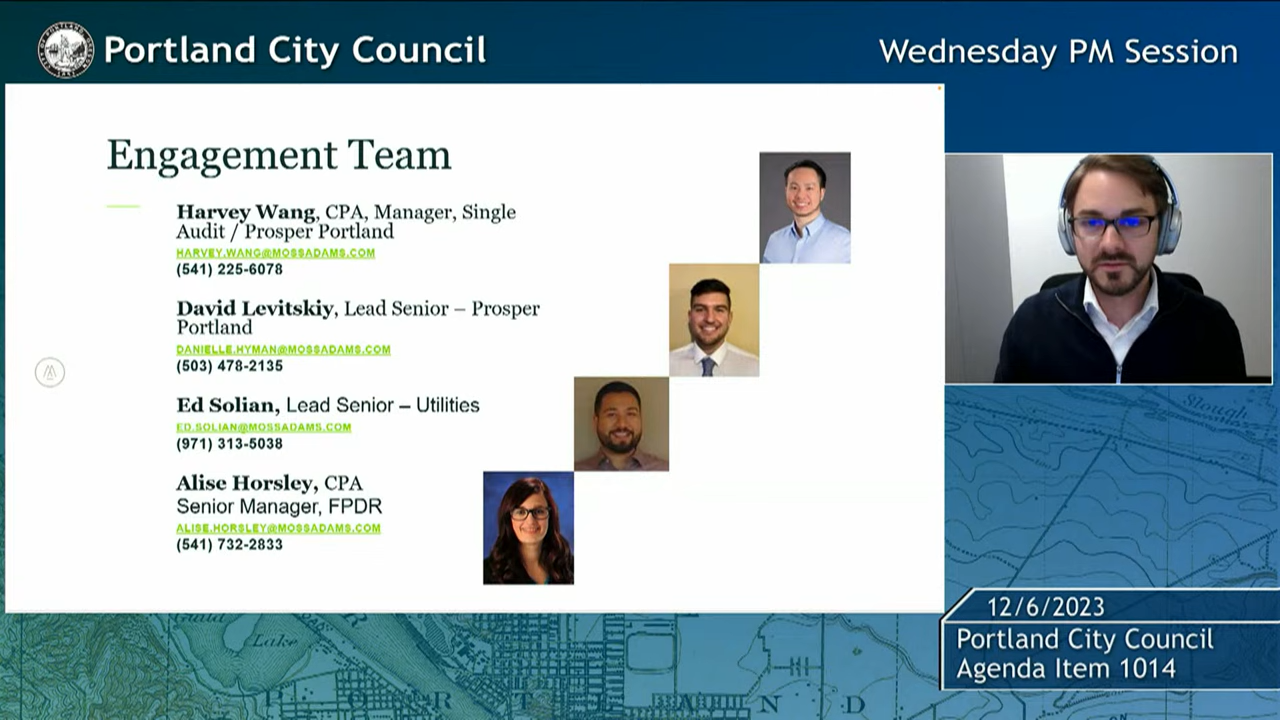 Portland City Council
Wednesday PM Session
Engagement Team
Harvey Wang, CPA, Manager, Single
Audit / Prosper Portland
HARVEY.WANG@MOSSADAMS.COM
(541) 225-6078
David Levitskiy, Lead Senior – Prosper
Portland
DANIELLE.HYMAN@MOSSADAMS.COM
(503) 478-2135
Ed Solian, Lead Senior – Utilities
ED.SOLIAN@MOSSADAMS.COM
(971) 313-5038
Alise Horsley, CPA
Senior Manager, FPDR
ALISE.HORSLEY@MOSSADAMS.COM
(541) 732-2833
Slough
12/6/2023
Portland City Council
Agenda Item 1014
Guild
Lake